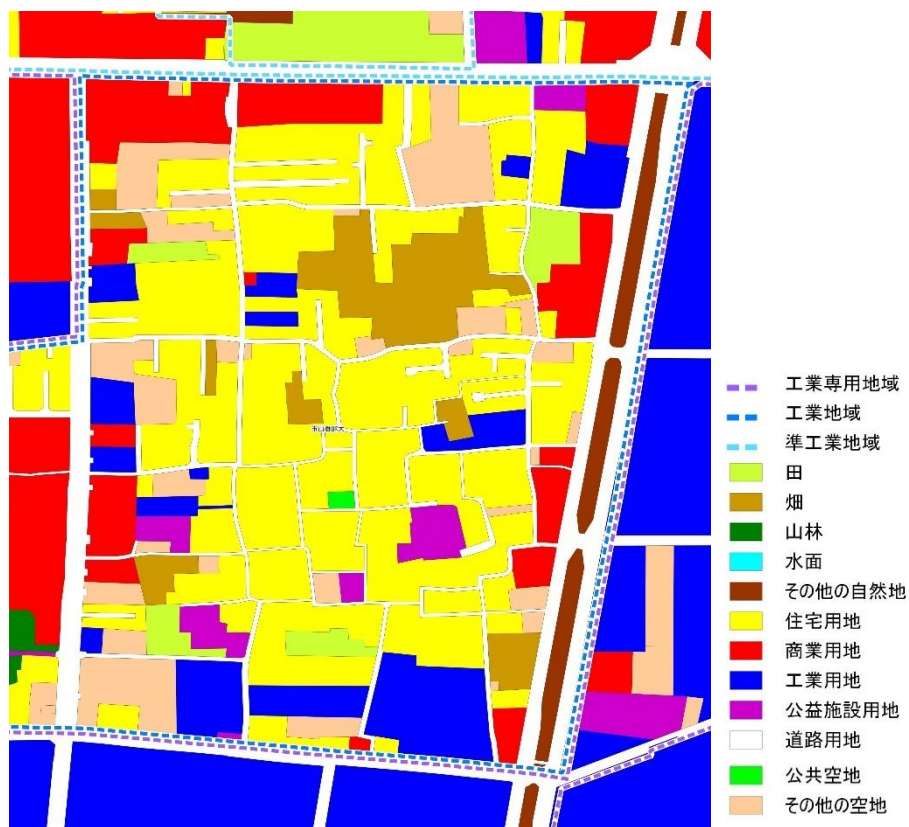 工業専用地域
工業地域
準工業地域
田
畑
山林
水面
その他の自然地
住宅用地
商業用地
工業用地
公益施設用地
道路用地
公共空地
その他の空地